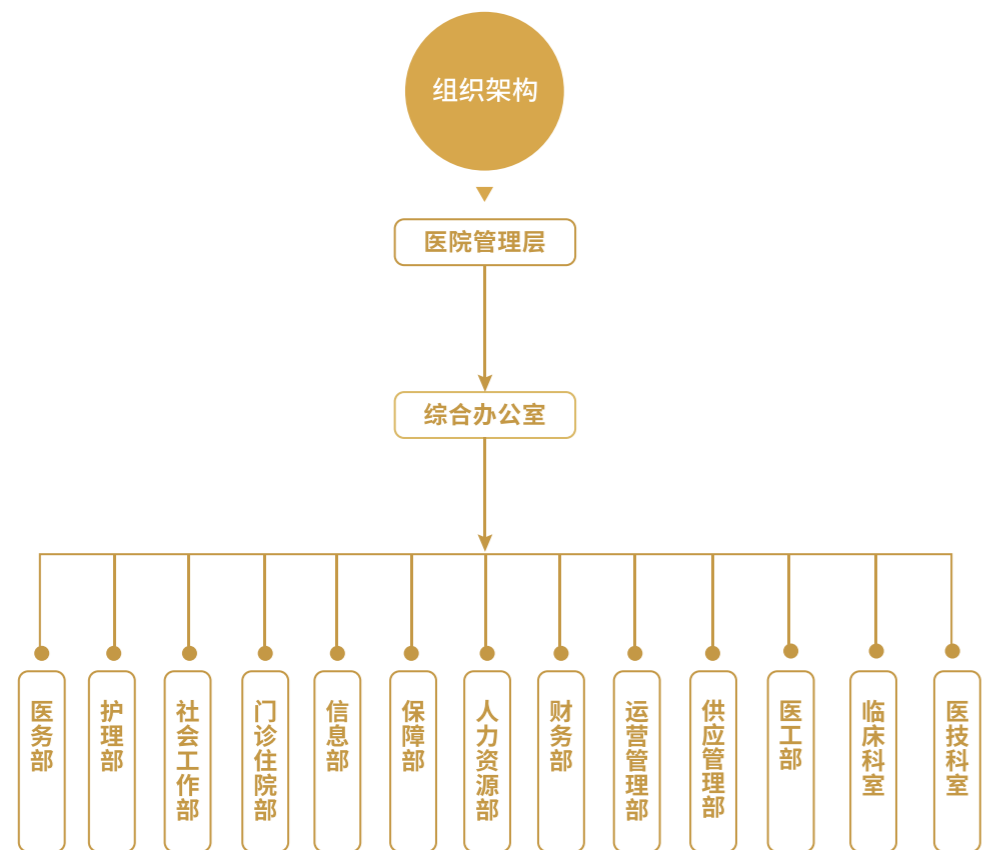 组织架构
医院管理层
综合办公室
医务部
护理部
社会工作部
门诊住院部
信息部
保障部
人力资源部
财务部
运营管理部
供应管理部
医工部
临床科室
医技科室